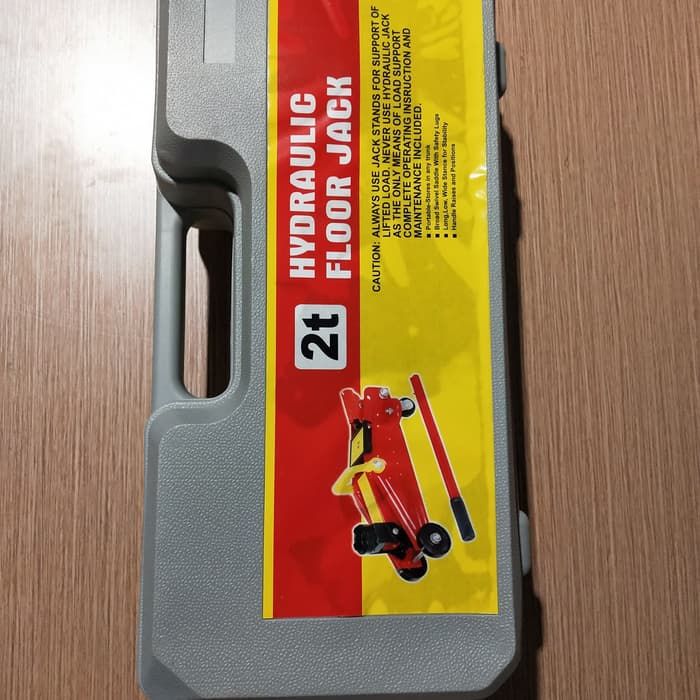 2t
HYDRAULIC
FLOOR JACK
CAUTION: ALWAYS USE JACK STANDS FOR SUPPORT OF
LIFTED LOAD. NEVER USE HYDRAULIC JACK
AS THE ONLY MEANS OF LOAD SUPPORT
COMPLETE OPERATING INSRUCTION AND
MAINTENANCE INCLUDED.
■ Portable-Stores in any trunk
■ Broad Swivel Saddle With Safety Lugs
■ Long,Low, Wide Stance for Stability
■ Handle Raises and Positions